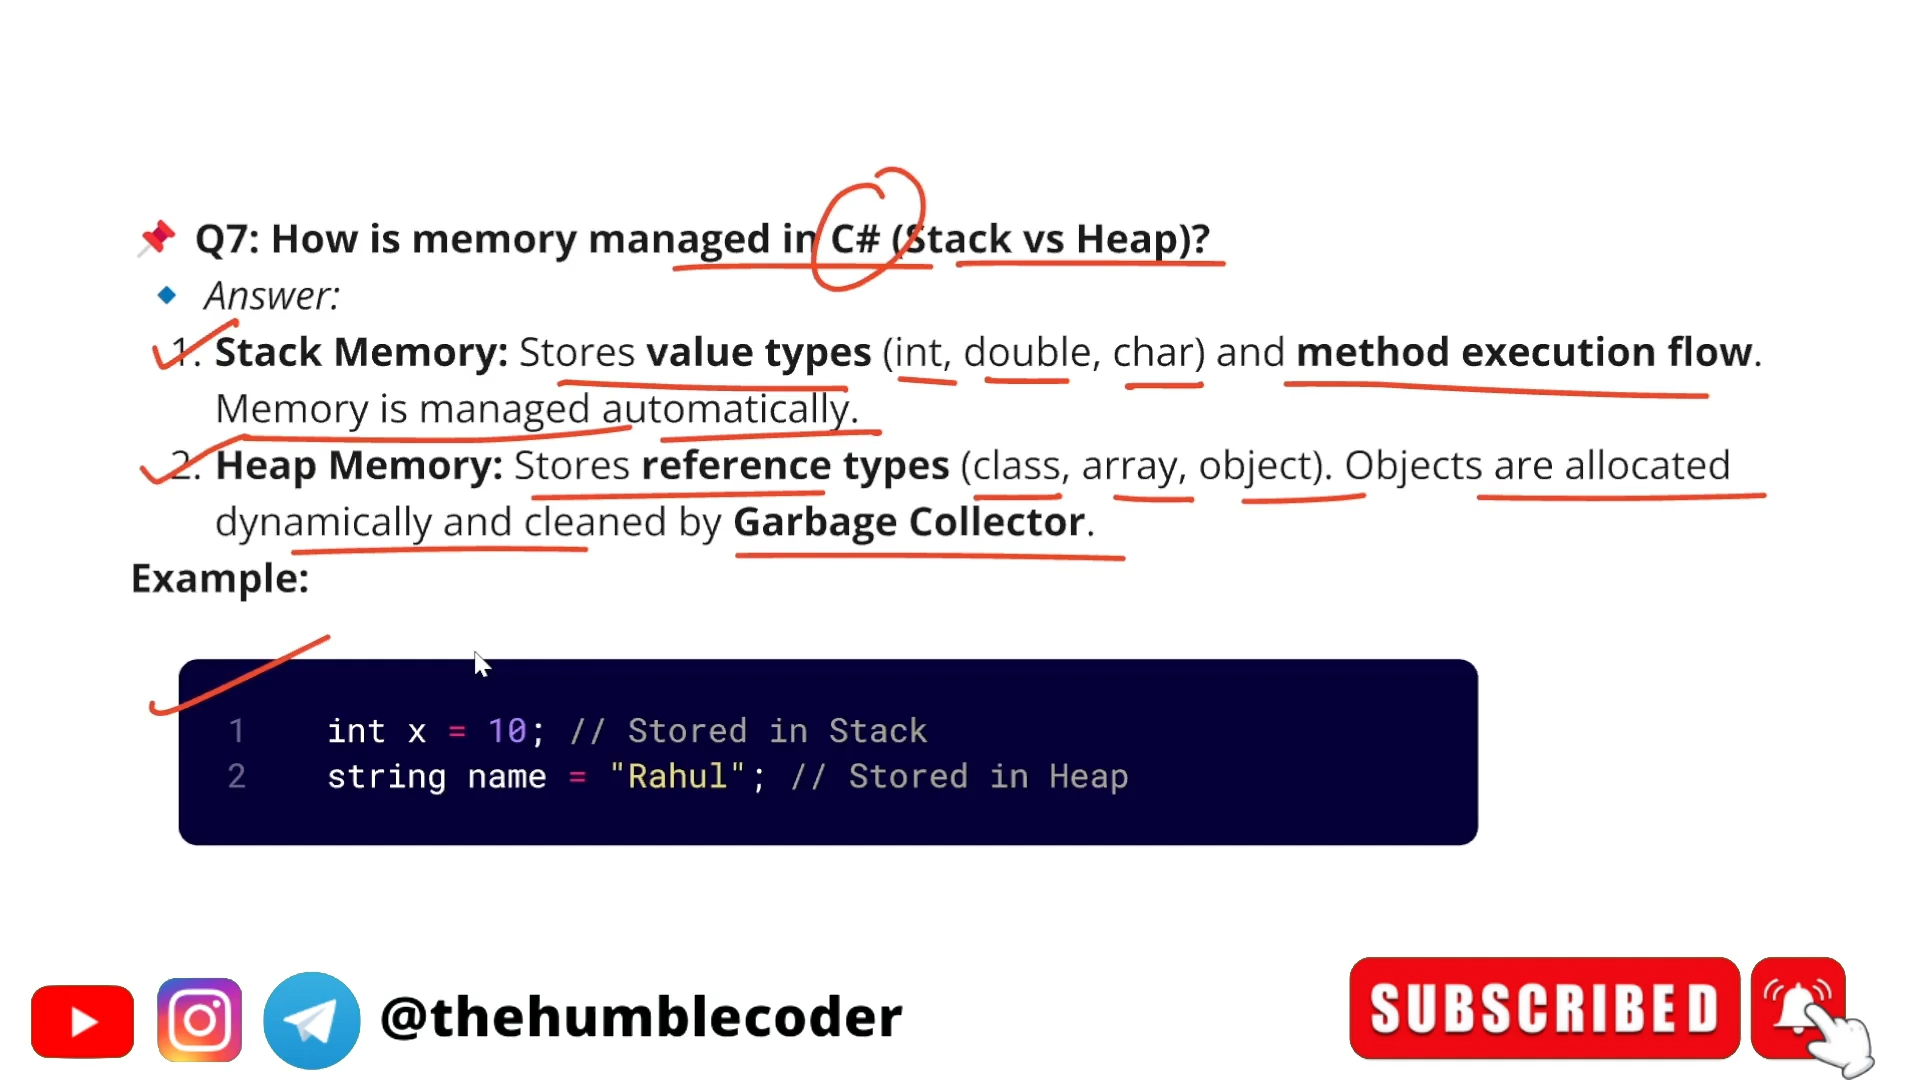 Q7: How is memory managed in C# (Stack vs Heap)?
Answer:
1. Stack Memory: Stores value types (int, double, char) and method execution flow.
Memory is managed automatically.
2. Heap Memory: Stores reference types (class, array, object). Objects are allocated
dynamically and cleaned by Garbage Collector.
Example:
1 int x = 10; // Stored in Stack
2 string name = "Rahul"; // Stored in Heap
@thehumblecoder
SUBSCRIBED